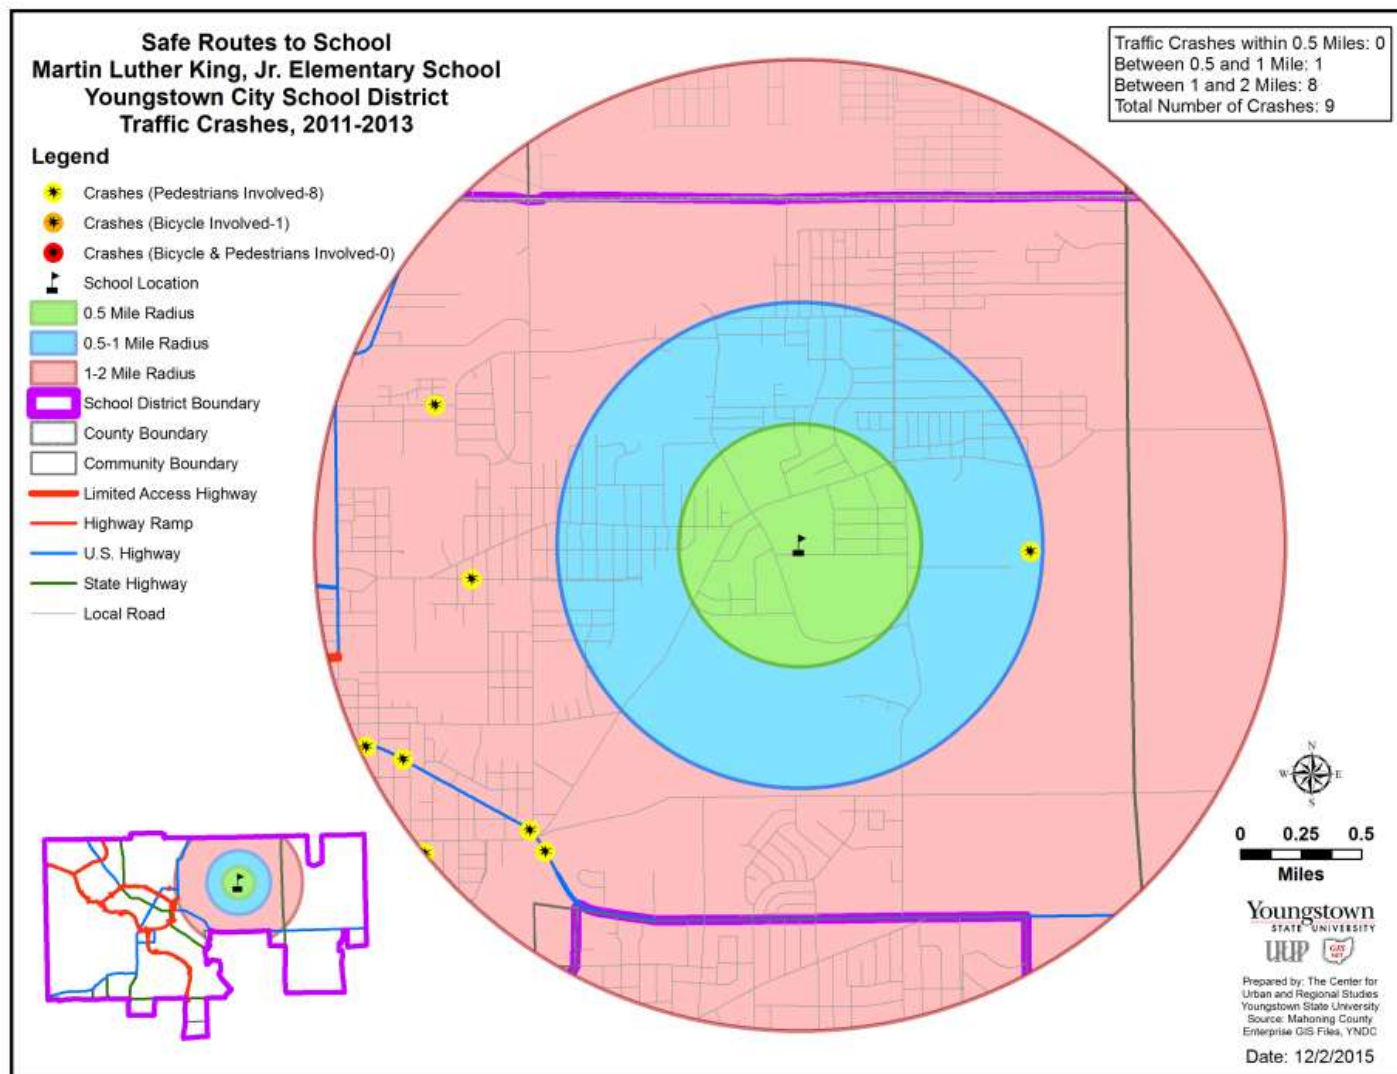 Safe Routes to School
Martin Luther King, Jr. Elementary School
Youngstown City School District
Traffic Crashes, 2011-2013
Traffic Crashes within 0.5 Miles: 0
Between 0.5 and 1 Mile: 1
Between 1 and 2 Miles: 8
Total Number of Crashes: 9
Legend
Crashes (Pedestrians Involved-8)
Crashes (Bicycle Involved-1)
Crashes (Bicycle & Pedestrians Involved-0)
School Location
0.5 Mile Radius
0.5-1 Mile Radius
1-2 Mile Radius
School District Boundary
County Boundary
Community Boundary
Limited Access Highway
Highway Ramp
U.S. Highway
State Highway
Local Road
N
W E
S
0 0.25 0.5
Miles
Youngstown
STATE UNIVERSITY
Prepared by: The Center for
Urban and Regional Studies
Youngstown State University
Source: Mahoning County
Enterprise GIS Files, YNDC
Date: 12/2/2015